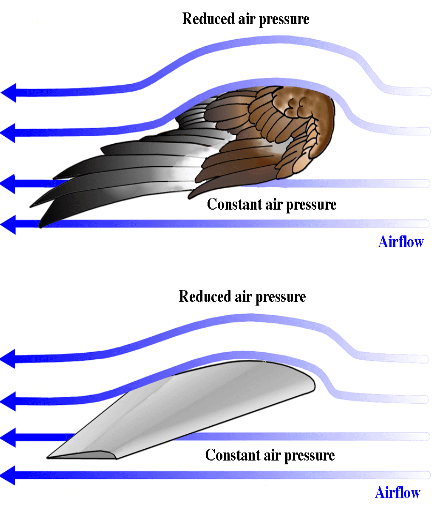 Reduced air pressure
Constant air pressure
Airflow
Reduced air pressure
Constant air pressure
Airflow